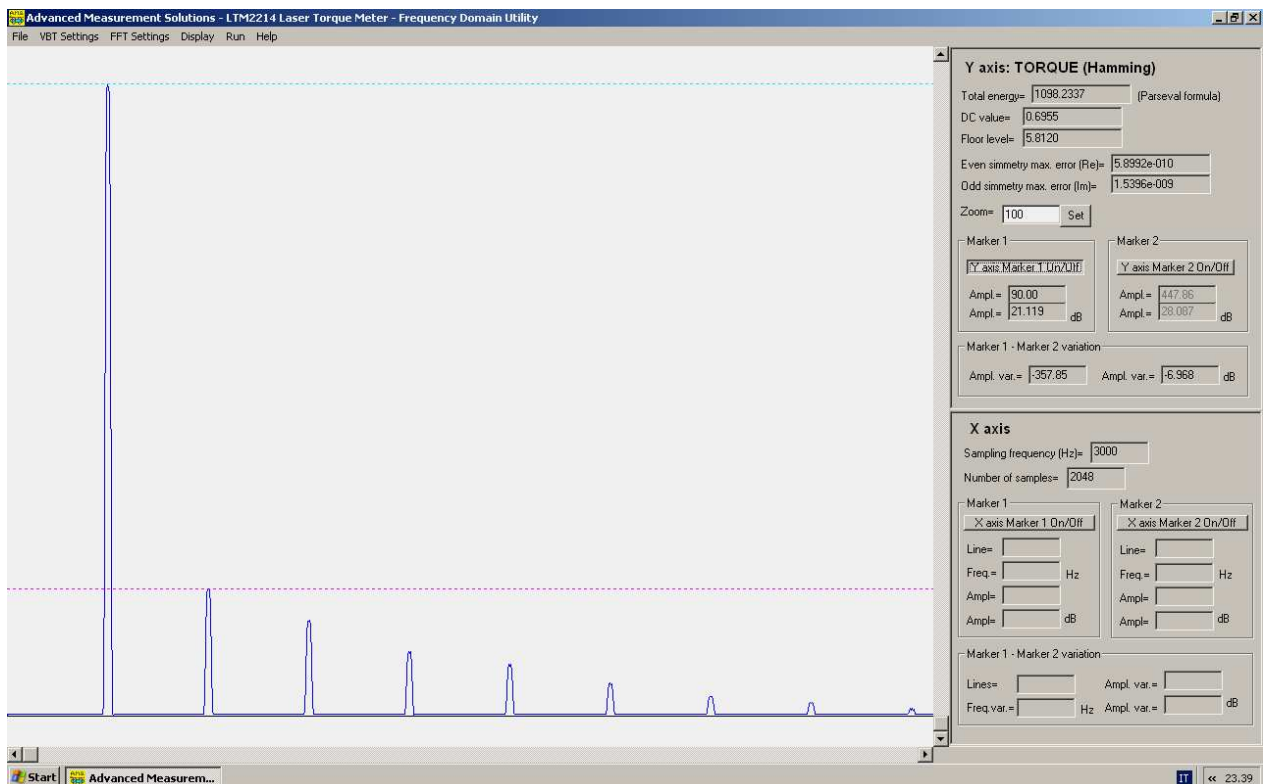 Advanced Measurement Solutions - LTM2214 Laser Torque Meter - Frequency Domain Utility
File VBT Settings FFT Settings Display Run Help
Y axis: TORQUE (Hamming)
Total energy= 1098.2337 (Parseval formula)
DC value= 0.6955
Floor level= 5.8120
Even simmetry max. error (Re)= 5.8992e-010
Odd simmetry max. error (Im)= 1.5396e-009
Zoom= 100 Set
Marker 1
Y axis Marker 1 On/Off
Ampl.= 90.00
Ampl.= 21.119 dB
Marker 2
Y axis Marker 2 On/Off
Ampl.= 447.86
Ampl.= 28.087 dB
Marker 1 - Marker 2 variation
Ampl. var.= -357.85 Ampl. var.= -6.968 dB
X axis
Sampling frequency (Hz)= 3000
Number of samples= 2048
Marker 1
X axis Marker 1 On/Off
Line=
Freq.= Hz
Ampl=
Ampl= dB
Marker 2
X axis Marker 2 On/Off
Line=
Freq.= Hz
Ampl=
Ampl= dB
Marker 1 - Marker 2 variation
Lines= Ampl. var.=
Freq.var.= Hz Ampl. var.= dB
Start AMS Advanced Measurem... IT « 23.39